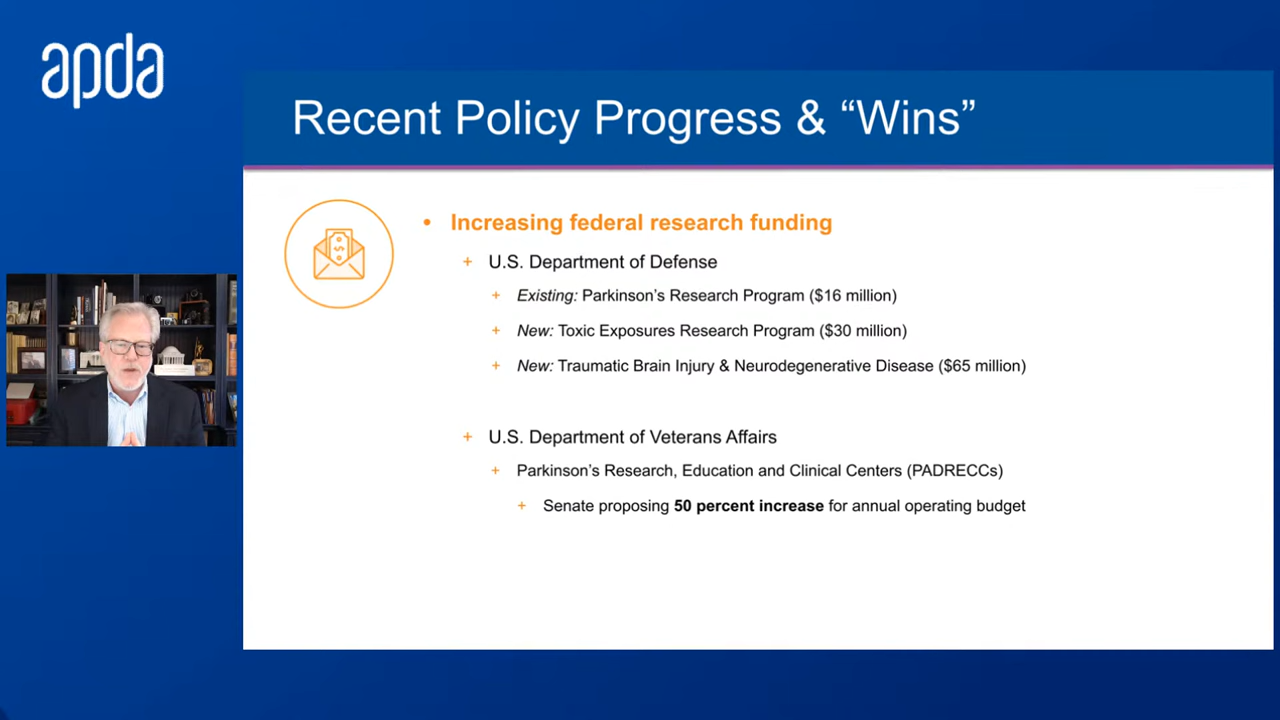 apda
Recent Policy Progress & “Wins”
• Increasing federal research funding
+ U.S. Department of Defense
+ Existing: Parkinson’s Research Program ($16 million)
+ New: Toxic Exposures Research Program ($30 million)
+ New: Traumatic Brain Injury & Neurodegenerative Disease ($65 million)
+ U.S. Department of Veterans Affairs
+ Parkinson’s Research, Education and Clinical Centers (PADRECCs)
+ Senate proposing 50 percent increase for annual operating budget